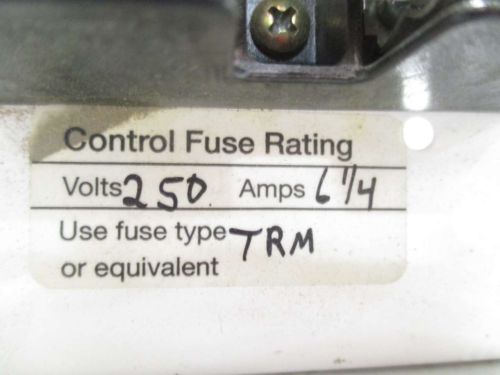 Control Fuse Rating
Volts 250 Amps 6 1/4
Use fuse type TRM
or equivalent